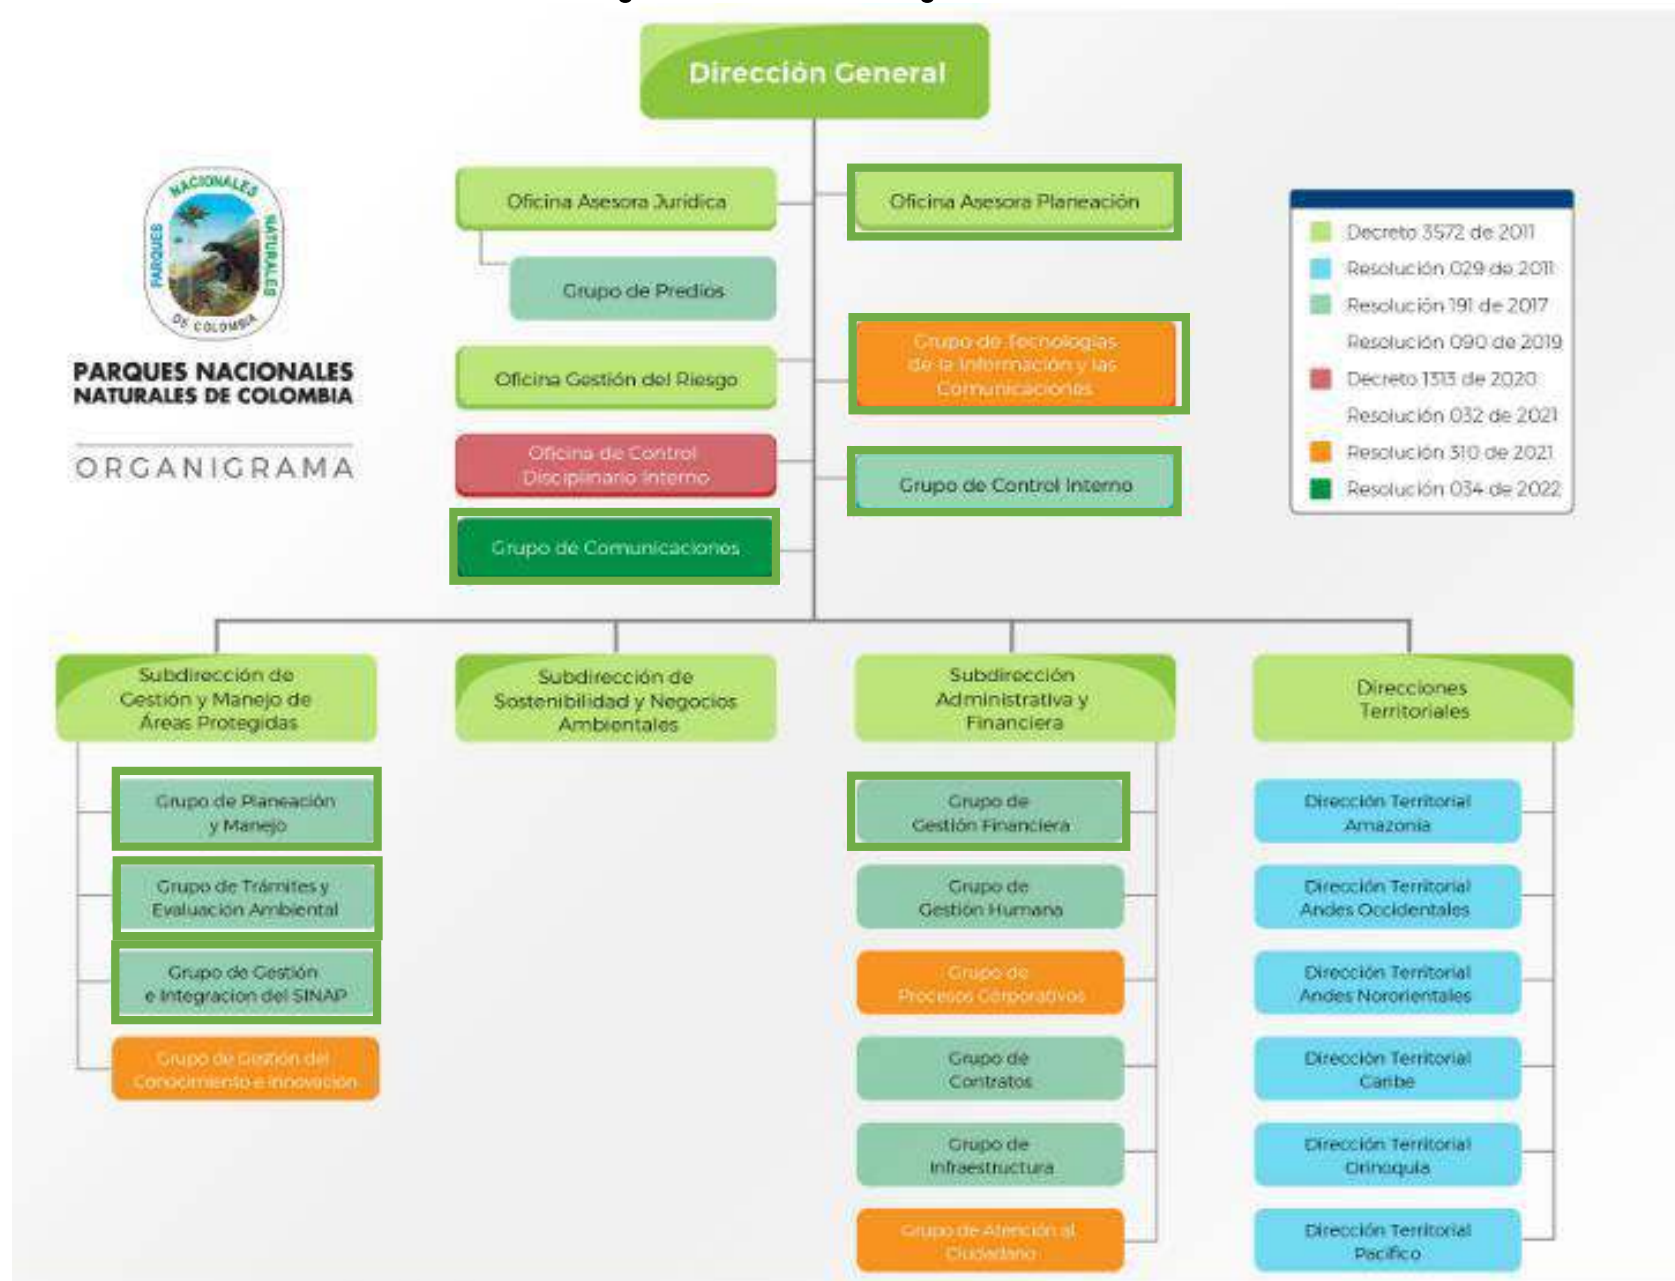 Dirección General
NACIONALES
PARQUES
NATURALES
DE COLOMBIA
PARQUES NACIONALES
NATURALES DE COLOMBIA
ORGANIGRAMA
Oficina Asesora Jurídica
Grupo de Predios
Oficina Gestión del Riesgo
Oficina de Control
Disciplinario Interno
Grupo de Comunicaciones
Oficina Asesora Planeación
Grupo de Tecnologías
de la Información y las
Comunicaciones
Grupo de Control Interno
Decreto 3572 de 2011
Resolución 029 de 2011
Resolución 191 de 2017
Resolución 090 de 2019
Decreto 1313 de 2020
Resolución 032 de 2021
Resolución 310 de 2021
Resolución 034 de 2022
Subdirección de
Gestión y Manejo de
Áreas Protegidas
Grupo de Planeación
y Manejo
Grupo de Trámites y
Evaluación Ambiental
Grupo de Gestión
e Integracion del SINAP
Grupo de Gestión del
Conocimiento e Innovacion
Subdirección de
Sostenibilidad y Negocios
Ambientales
Subdirección
Administrativa y
Financiera
Grupo de
Gestión Financiera
Grupo de
Gestión Humana
Grupo de
Procesos Corporativos
Grupo de
Contratos
Grupo de
Infraestructura
Grupo de Atención al
Ciudadano
Direcciones
Territoriales
Dirección Territorial
Amazonia
Dirección Territorial
Andes Occidentales
Dirección Territorial
Andes Nororientales
Dirección Territorial
Caribe
Dirección Territorial
Orinoquia
Dirección Territorial
Pacífico